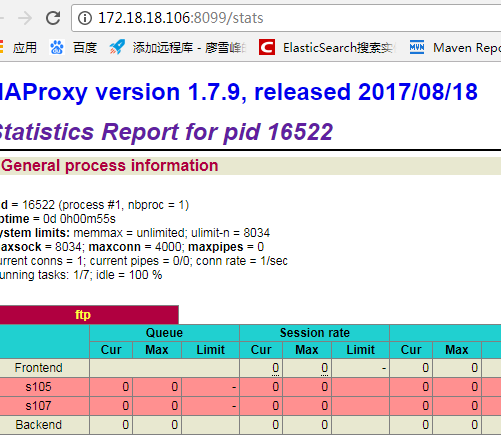 172.18.18.106:8099/stats
应用 百度 添加远程库 - 廖雪峰 ElasticSearch搜索实 Maven Repo
HAProxy version 1.7.9, released 2017/08/18
Statistics Report for pid 16522
General process information
id = 16522 (process #1, nbproc = 1)
ptime = 0d 0h00m55s
ystem limits: memmax = unlimited; ulimit-n = 8034
axsock = 8034; maxconn = 4000; maxpipes = 0
urrent conns = 1; current pipes = 0/0; conn rate = 1/sec
unning tasks: 1/7; idle = 100 %
ftp
Queue Session rate
Cur Max Limit Cur Max Limit Cur Max
Frontend 0 0 - 0 0
s105 0 0 - 0 0 0 0
s107 0 0 - 0 0 0 0
Backend 0 0 0 0 0 0